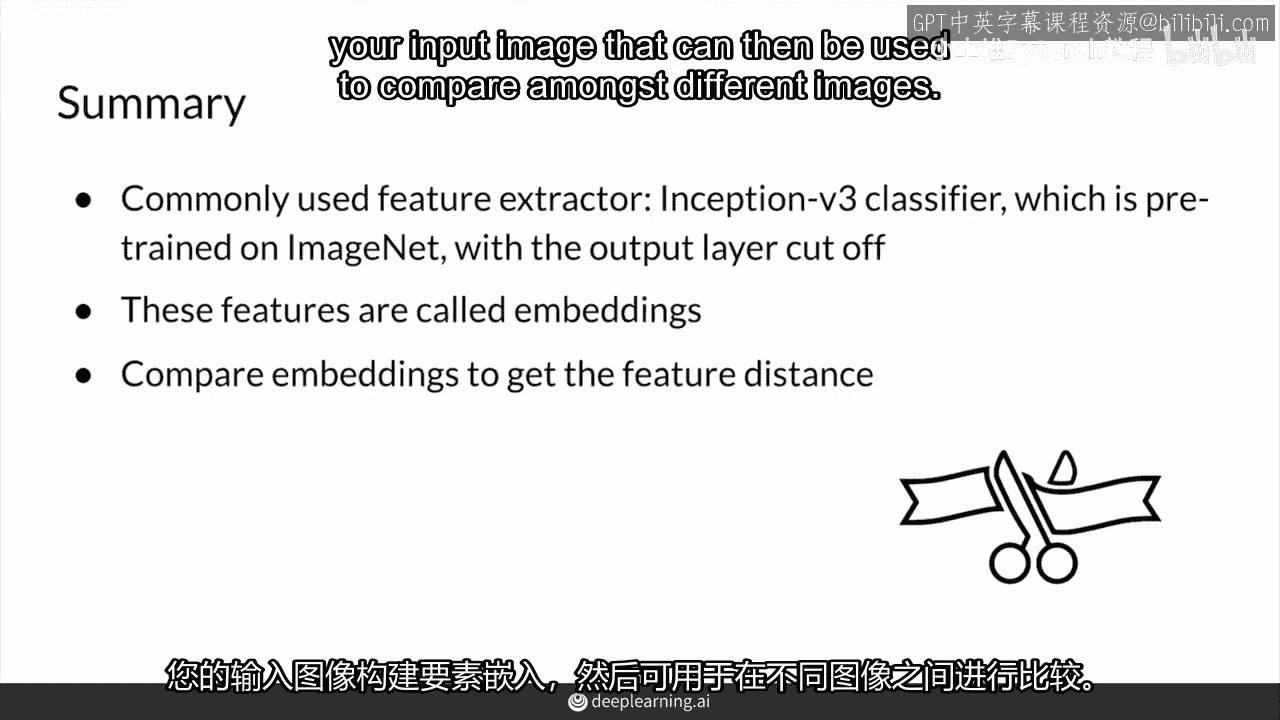 GPT中英字幕课程资源@bilibili.com
your input image that can then be used
to compare amongst different images.
Summary
● Commonly used feature extractor: Inception-v3 classifier, which is pre-
trained on ImageNet, with the output layer cut off
● These features are called embeddings
● Compare embeddings to get the feature distance
您的输入图像构建要素嵌入，然后可用于在不同图像之间进行比较。
deeplearning.ai